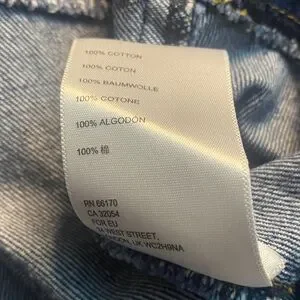 100% COTTON
100% COTON
100% BAUMWOLLE
100% COTONE
100% ALGODON
100% 棉
RN 66170
CA 32054
FOR EU
WEST STREET,
UK WC2H9NA